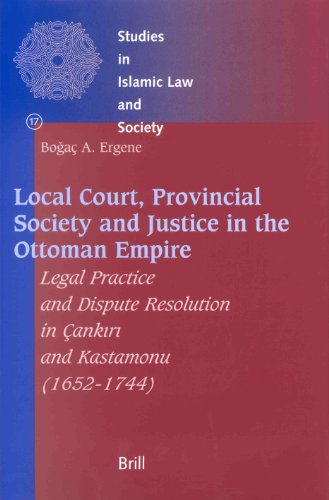 Studies
in
Islamic Law
and
Society
17
Boğaç A. Ergene
Local Court, Provincial
Society and Justice in the
Ottoman Empire
Legal Practice
and Dispute Resolution
in Çankırı
and Kastamonu
(1652-1744)
Brill